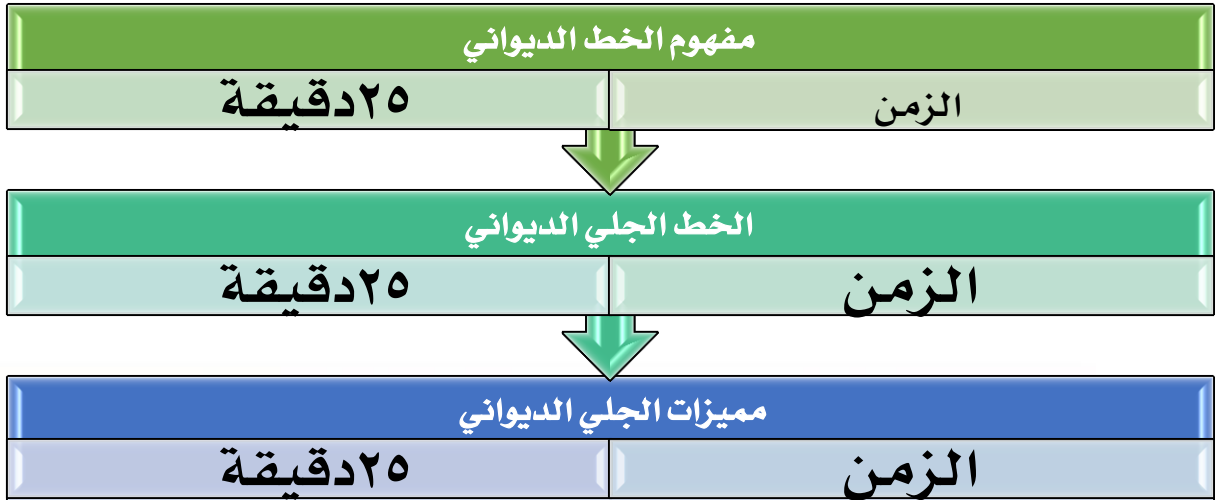 مفهوم الخط الديواني
الزمن ٢٥دقيقة
الخط الجلي الديواني
الزمن ٢٥دقيقة
مميزات الجلي الديواني
الزمن ٢٥دقيقة